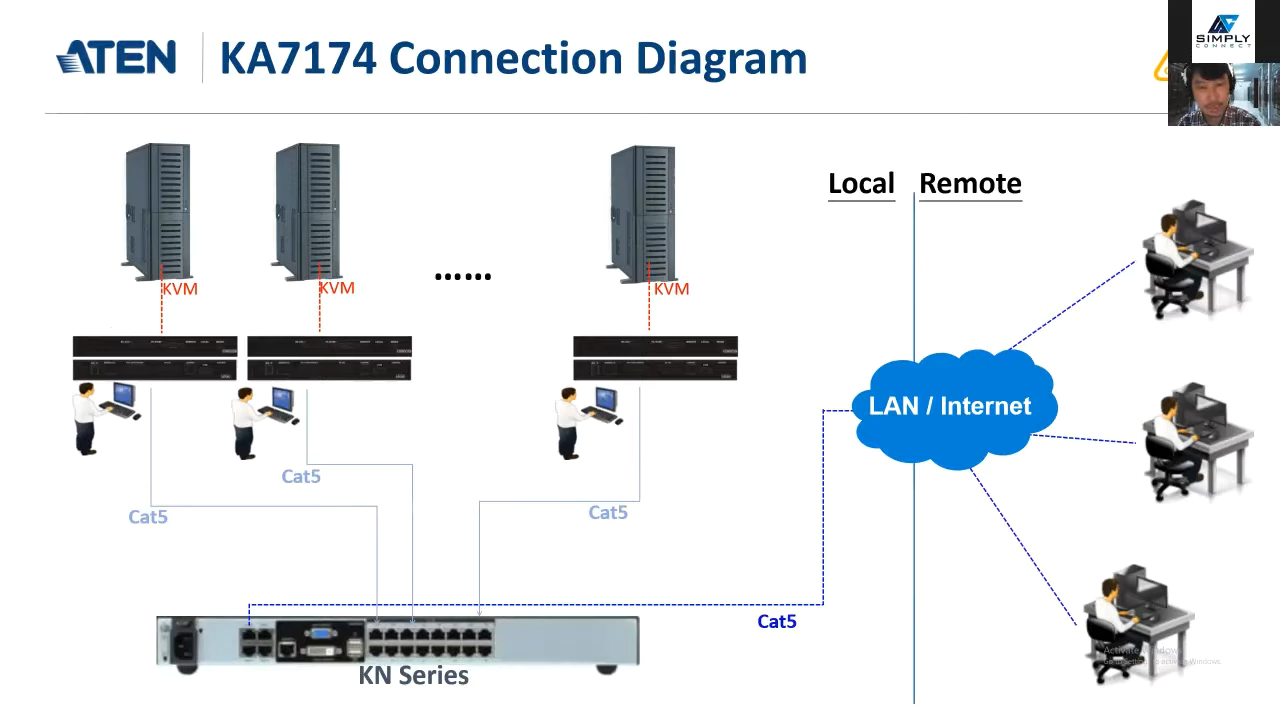 ATEN
KA7174 Connection Diagram
SIMPLY
CONNECT
Local
Remote
......
KVM
KVM
KVM
LAN / Internet
Cat5
Cat5
Cat5
Cat5
KN Series
Activate Windows